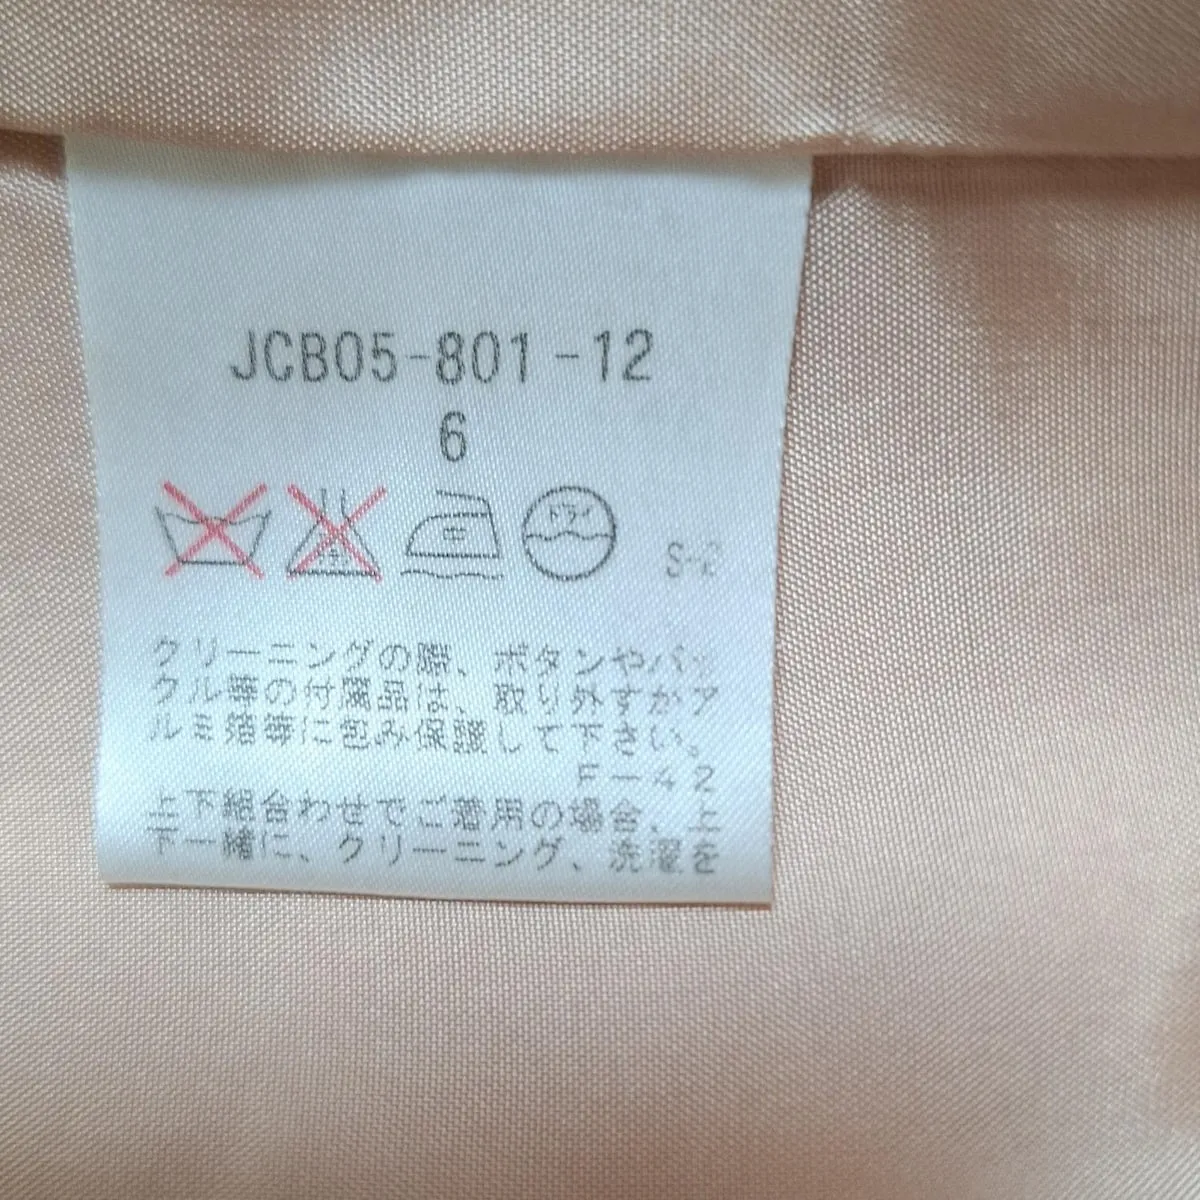 JCB05-801-12
6
中
ドライ
クリーニングの際、ボタンやバッ
クル等の付属品は、取り外すかア
ルミ箔等に包み保護して下さい。
F-42
上下組合わせでご着用の場合、上
下一緒に、クリーニング、洗濯を